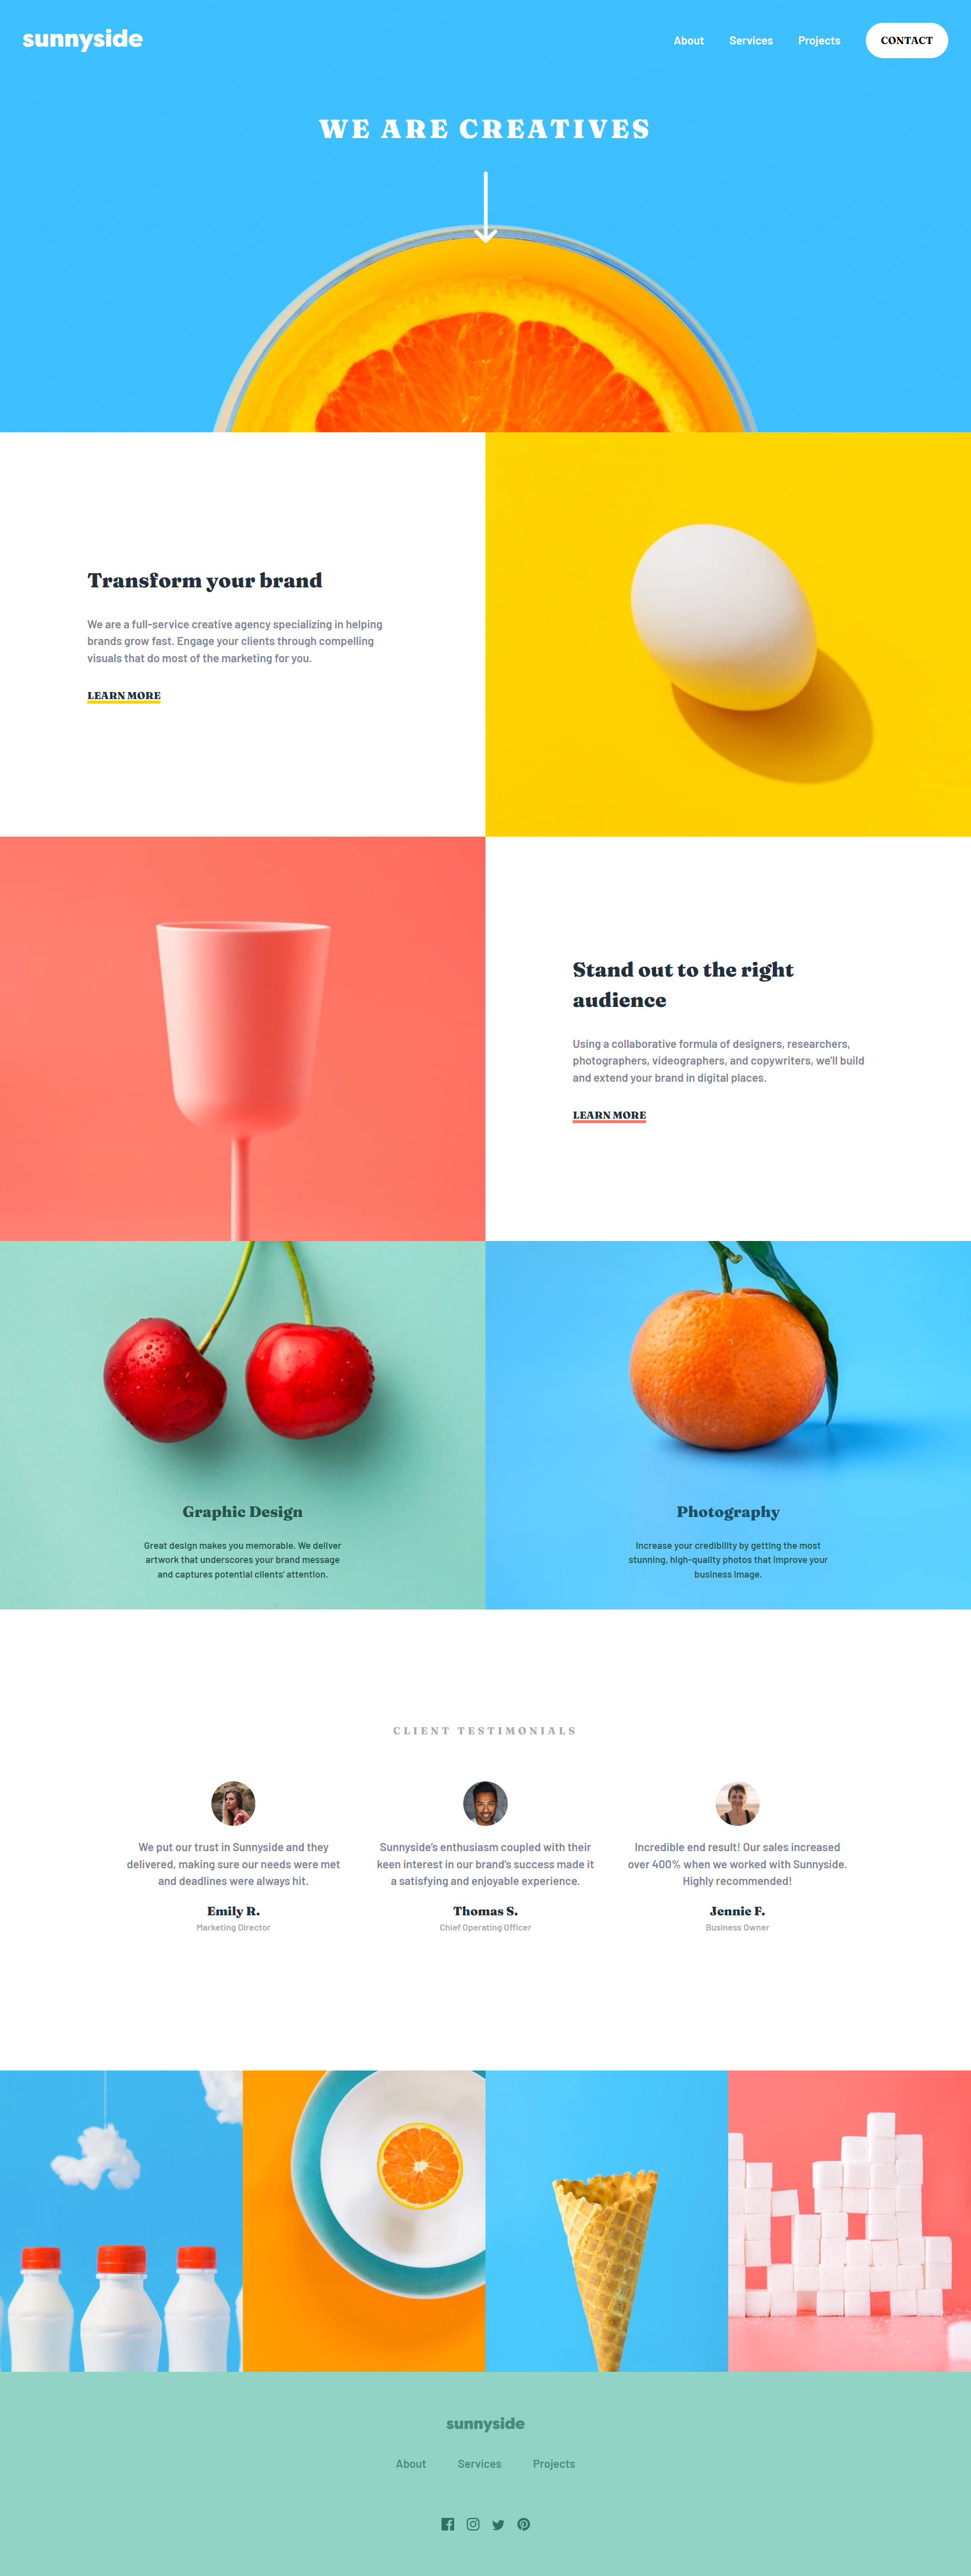 sunnyside
About
Services
Projects
CONTACT
WE ARE CREATIVES
Transform your brand
We are a full-service creative agency specializing in helping
brands grow fast. Engage your clients through compelling
visuals that do most of the marketing for you.
LEARN MORE
Stand out to the right
audience
Using a collaborative formula of designers, researchers,
photographers, videographers, and copywriters, we'll build
and extend your brand in digital places.
LEARN MORE
Graphic Design
Great design makes you memorable. We deliver
artwork that underscores your brand message
and captures potential clients' attention.
Photography
Increase your credibility by getting the most
stunning, high-quality photos that improve your
business image.
CLIENT TESTIMONIALS
We put our trust in Sunnyside and they
delivered, making sure our needs were met
and deadlines were always hit.
Emily R.
Marketing Director
Sunnyside's enthusiasm coupled with their
keen interest in our brand's success made it
a satisfying and enjoyable experience.
Thomas S.
Chief Operating Officer
Incredible end result! Our sales increased
over 400% when we worked with Sunnyside.
Highly recommended!
Jennie F.
Business Owner
sunnyside
About
Services
Projects